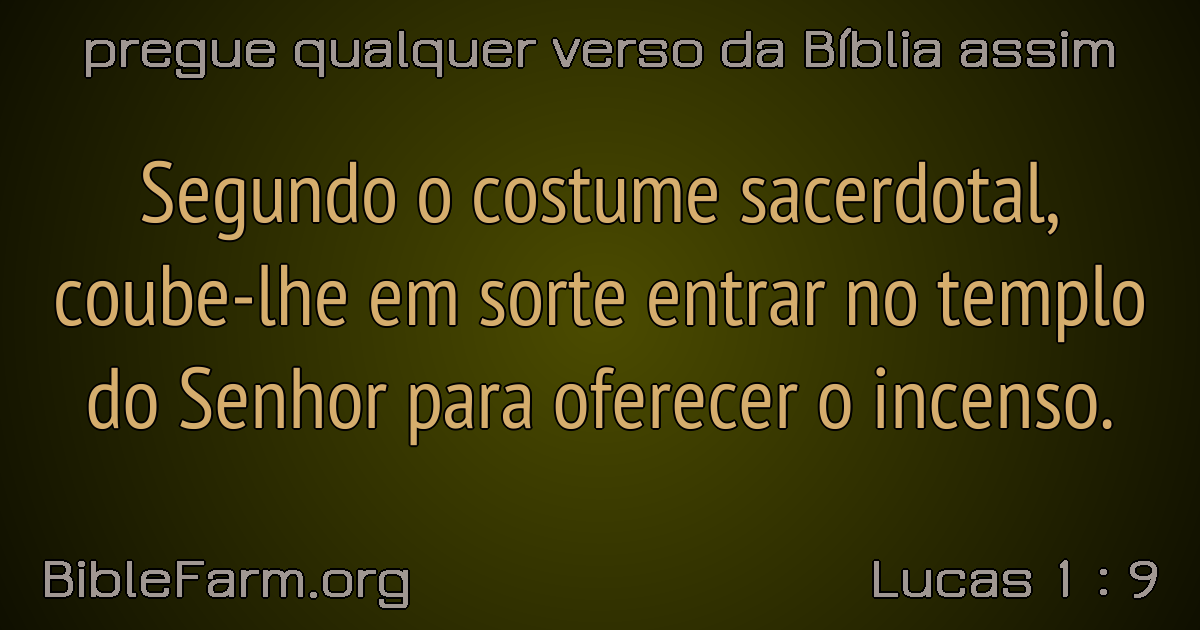 pregue qualquer verso da Bíblia assim
Segundo o costume sacerdotal,
coube-lhe em sorte entrar no templo
do Senhor para oferecer o incenso.
BibleFarm.org
Lucas 1 : 9